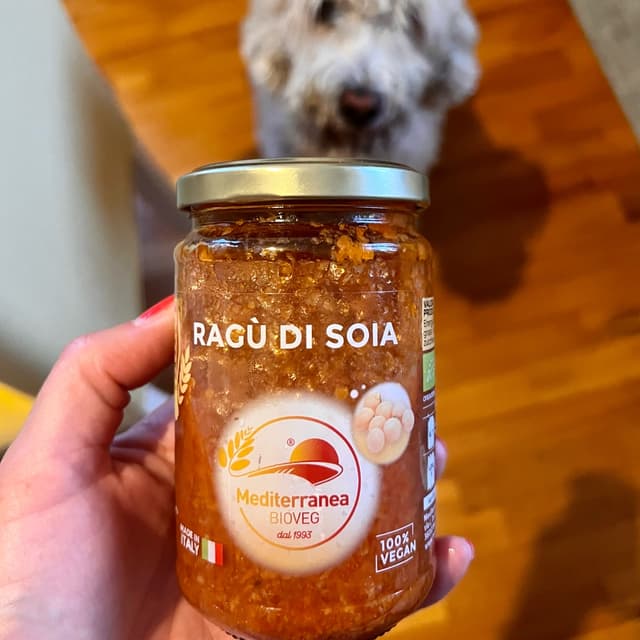 RAGÙ DI SOIA
®
Mediterranea
BIOVEG
dal 1993
MADE IN
ITALY
100%
VEGAN